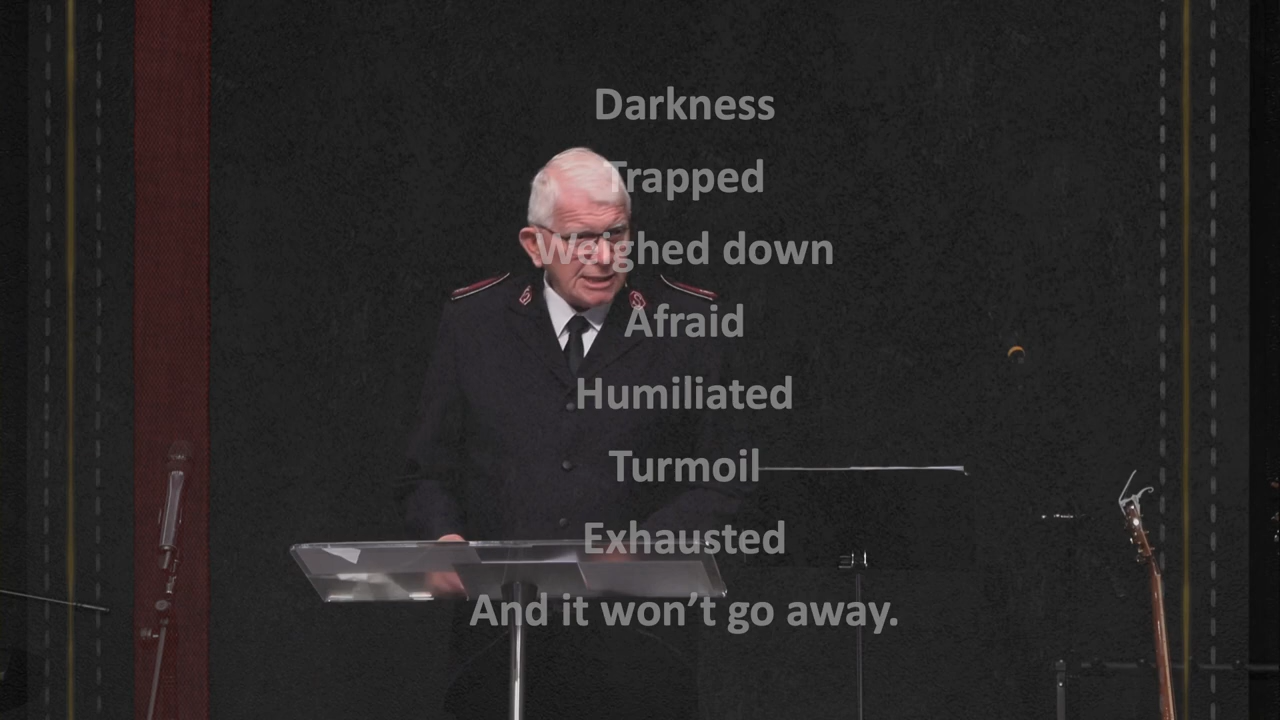 Darkness
Trapped
Weighed down
Afraid
Humiliated
Turmoil
Exhausted
And it won’t go away.